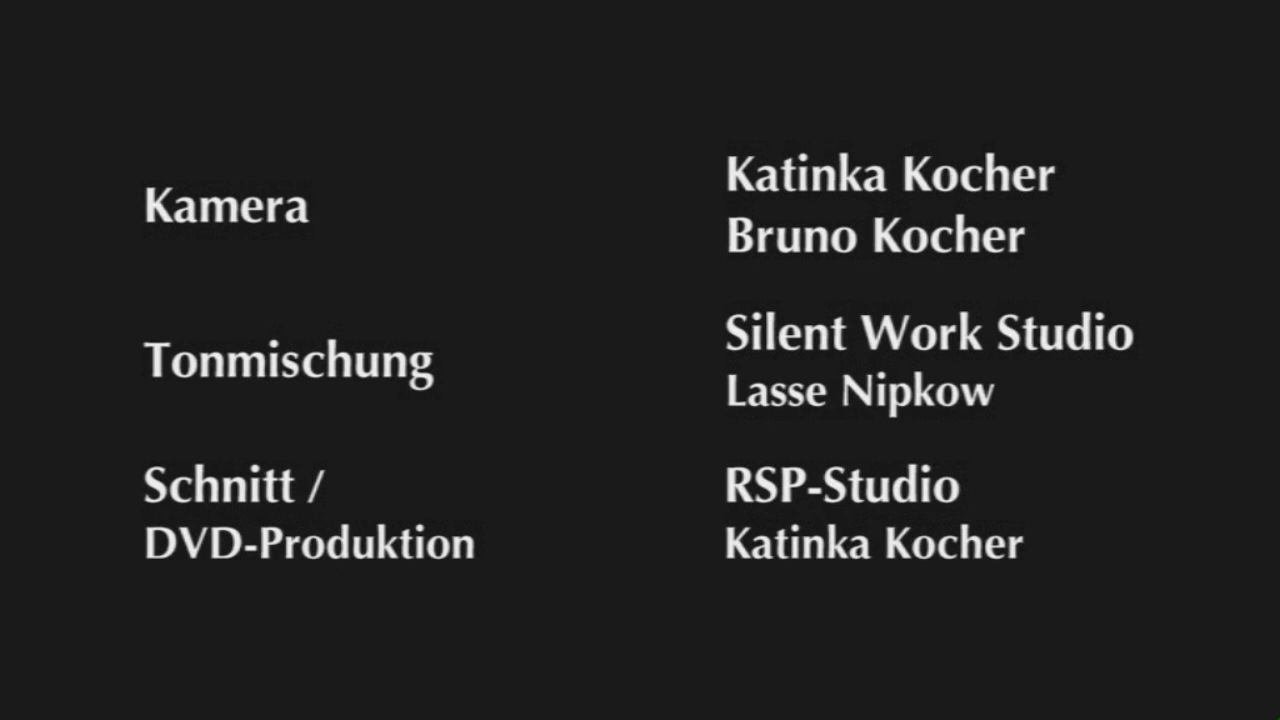 Kamera
Katinka Kocher
Bruno Kocher
Tonmischung
Silent Work Studio
Lasse Nipkow
Schnitt /
DVD-Produktion
RSP-Studio
Katinka Kocher